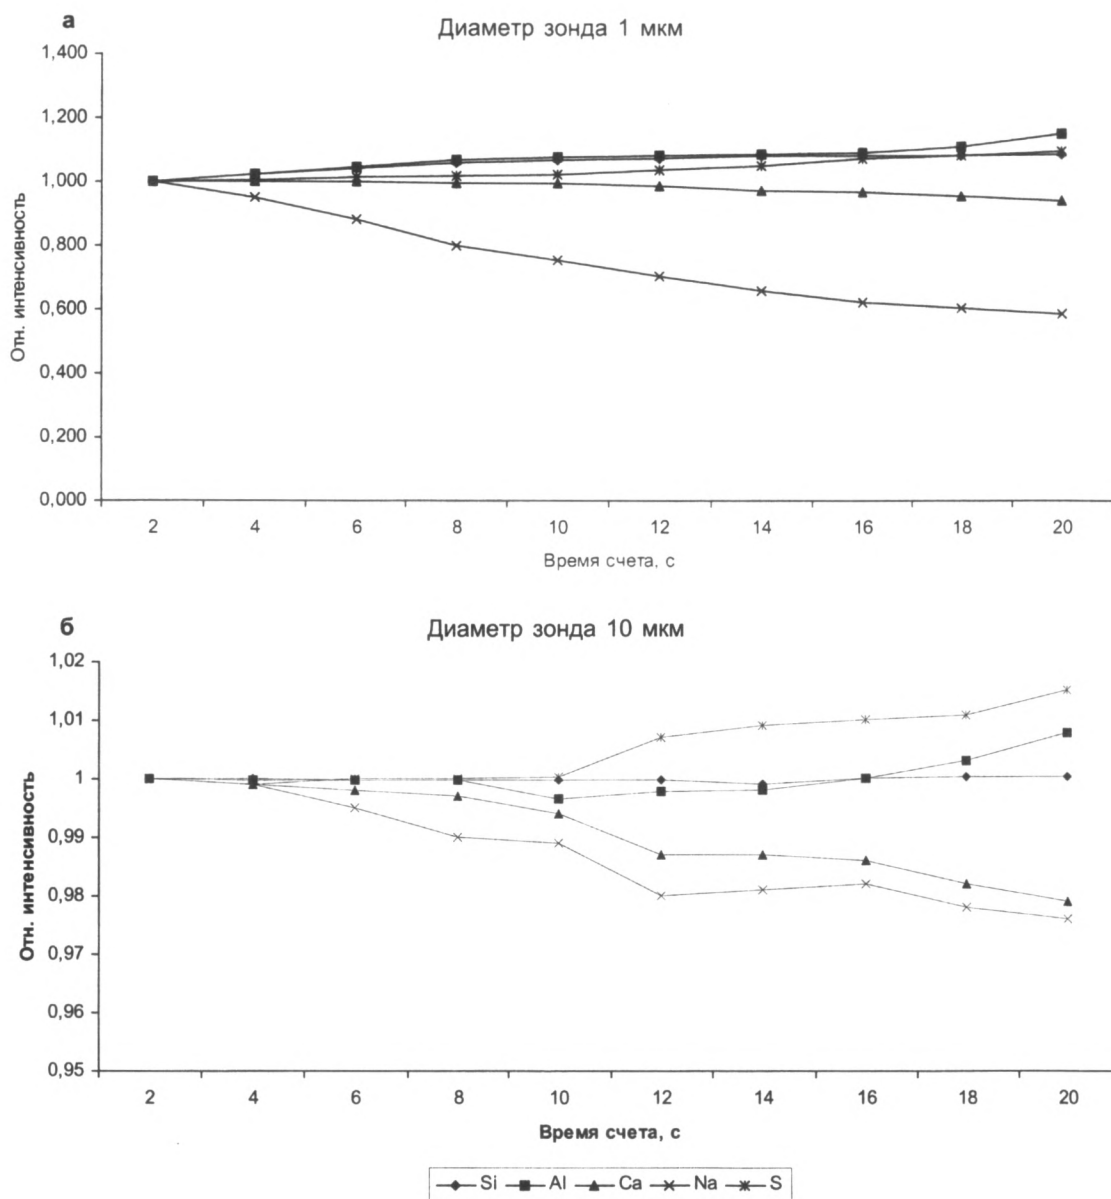 а
Диаметр зонда 1 мкм
1,400
1,200
1,000
0,800
0,600
0,400
0,200
0,000
Отн. интенсивность
2 4 6 8 10 12 14 16 18 20
Время счета, с
б
Диаметр зонда 10 мкм
1,02
1,01
1
0,99
0,98
0,97
0,96
0,95
Отн. интенсивность
2 4 6 8 10 12 14 16 18 20
Время счета, с
Si Al Ca Na S